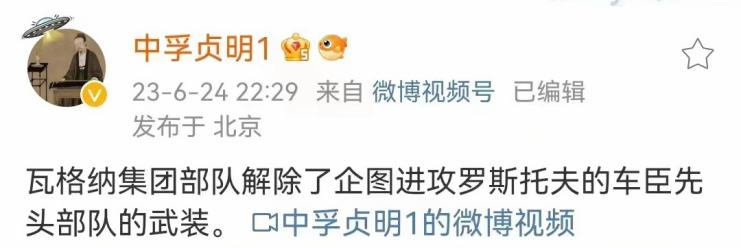 中孚贞明1
23-6-24 22:29 来自 微博视频号 已编辑
发布于 北京
瓦格纳集团部队解除了企图进攻罗斯托夫的车臣先
头部队的武装。 中孚贞明1的微博视频